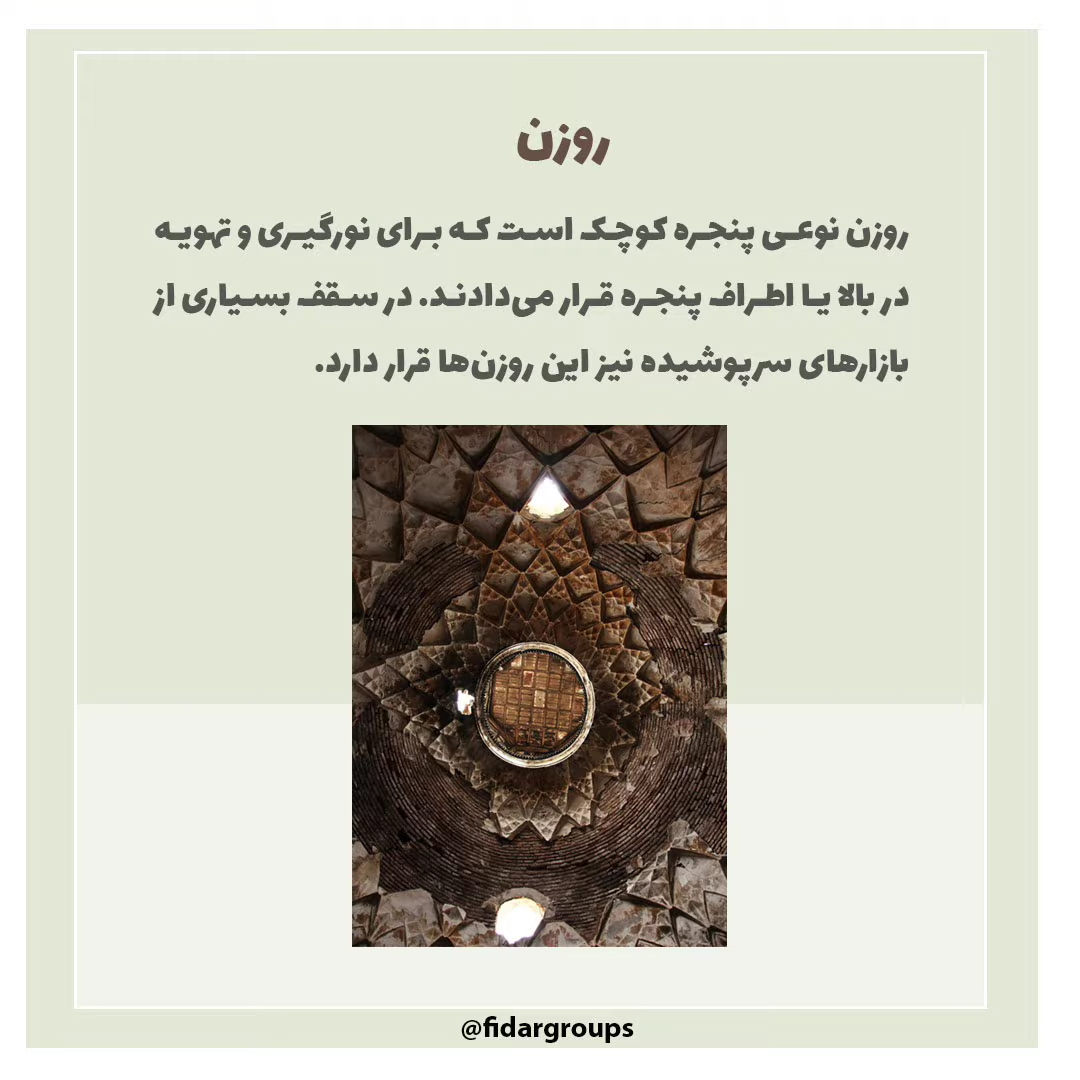 روزن
روزن نوعی پنجره کوچک است که برای نورگیری و تهویه
در بالا یا اطراف پنجره قرار می‌دادند. در سقف بسیاری از
بازارهای سرپوشیده نیز این روزن‌ها قرار دارد.
@fidargroups